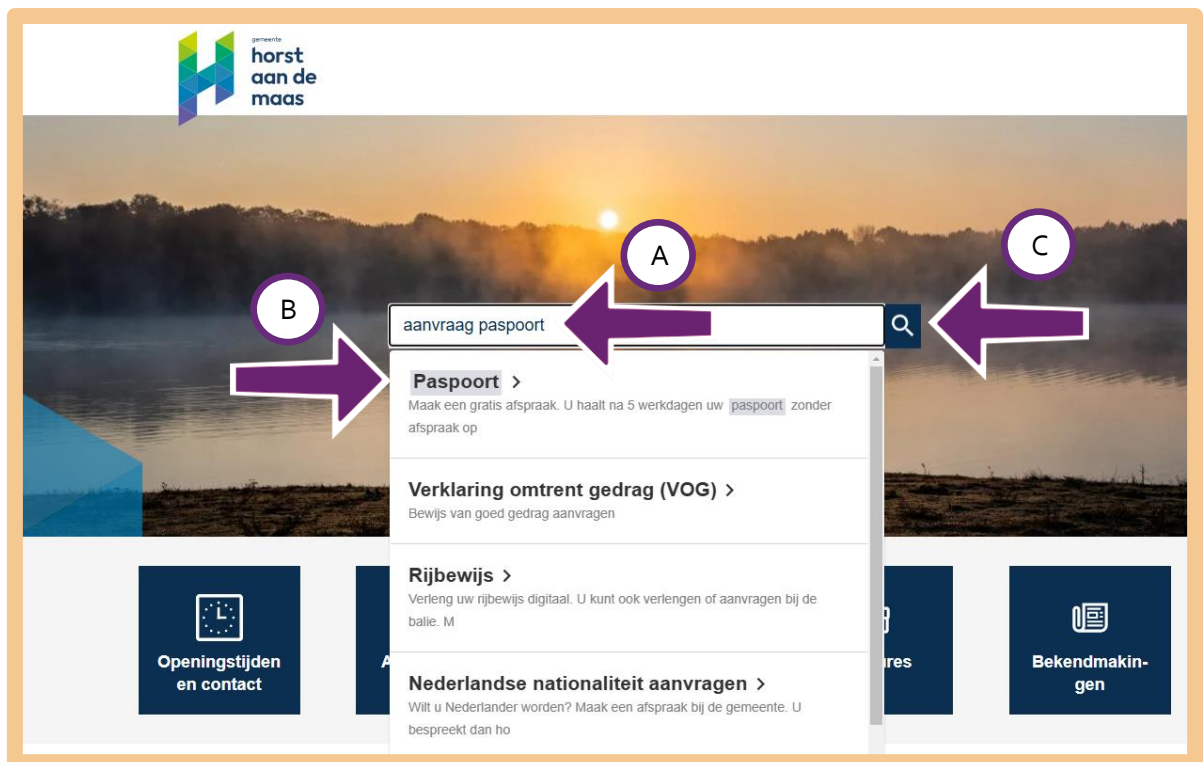 gemeente
horst
aan de
maas
A
C
B
aanvraag paspoort
Paspoort >
Maak een gratis afspraak. U haalt na 5 werkdagen uw paspoort zonder
afspraak op
Verklaring omtrent gedrag (VOG) >
Bewijs van goed gedrag aanvragen
Rijbewijs >
Verleng uw rijbewijs digitaal. U kunt ook verlengen of aanvragen bij de
balie. M
Nederlandse nationaliteit aanvragen >
Wilt u Nederlander worden? Maak een afspraak bij de gemeente. U
bespreekt dan ho
Openingstijden
en contact
A
res
Bekendmakin-
gen